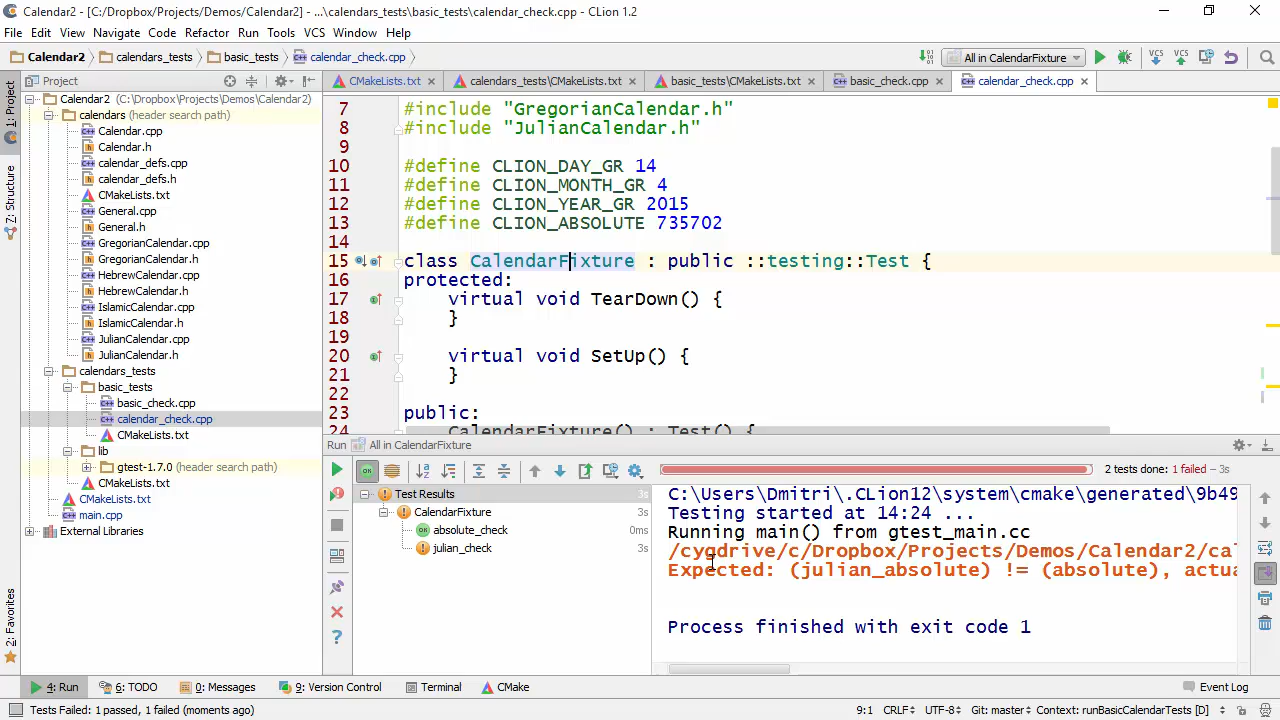 Calendar2 - [C:/Dropbox/Projects/Demos/Calendar2] - ...\calendars_tests\basic_tests\calendar_check.cpp - CLion 1.2
File Edit View Navigate Code Refactor Run Tools VCS Window Help
Calendar2 calendars_tests basic_tests calendar_check.cpp All in CalendarFixture VCS VCS
Project CMakeLists.txt calendars_tests\CMakeLists.txt basic_tests\CMakeLists.txt basic_check.cpp calendar_check.cpp
1: Project
7: Structure
2: Favorites
Calendar2 (C:\Dropbox\Projects\Demos\Calendar2)
calendars (header search path)
Calendar.cpp
Calendar.h
calendar_defs.cpp
calendar_defs.h
CMakeLists.txt
General.cpp
General.h
GregorianCalendar.cpp
GregorianCalendar.h
HebrewCalendar.cpp
HebrewCalendar.h
IslamicCalendar.cpp
IslamicCalendar.h
JulianCalendar.cpp
JulianCalendar.h
calendars_tests
basic_tests
basic_check.cpp
calendar_check.cpp
CMakeLists.txt
lib
gtest-1.7.0 (header search path)
CMakeLists.txt
CMakeLists.txt
main.cpp
External Libraries
7 #include "GregorianCalendar.h"
8 #include "JulianCalendar.h"
9
10 #define CLION_DAY_GR 14
11 #define CLION_MONTH_GR 4
12 #define CLION_YEAR_GR 2015
13 #define CLION_ABSOLUTE 735702
14
15 class CalendarFixture : public ::testing::Test {
16 protected:
17 virtual void TearDown() {
18 }
19
20 virtual void SetUp() {
21 }
22
23 public:
24 CalendarFixture() : Test() {
Run All in CalendarFixture
2 tests done: 1 failed – 3s
Test Results 3s
CalendarFixture 3s
absolute_check 0ms
julian_check 3s
C:\Users\Dmitri\.CLion12\system\cmake\generated\9b49
Testing started at 14:24 ...
Running main() from gtest_main.cc
/cygdrive/c/Dropbox/Projects/Demos/Calendar2/cal
Expected: (julian_absolute) != (absolute), actua
Process finished with exit code 1
4: Run 6: TODO 0: Messages 9: Version Control Terminal CMake Event Log
Tests Failed: 1 passed, 1 failed (moments ago) 9:1 CRLF UTF-8 Git: master Context: runBasicCalendarTests [D]